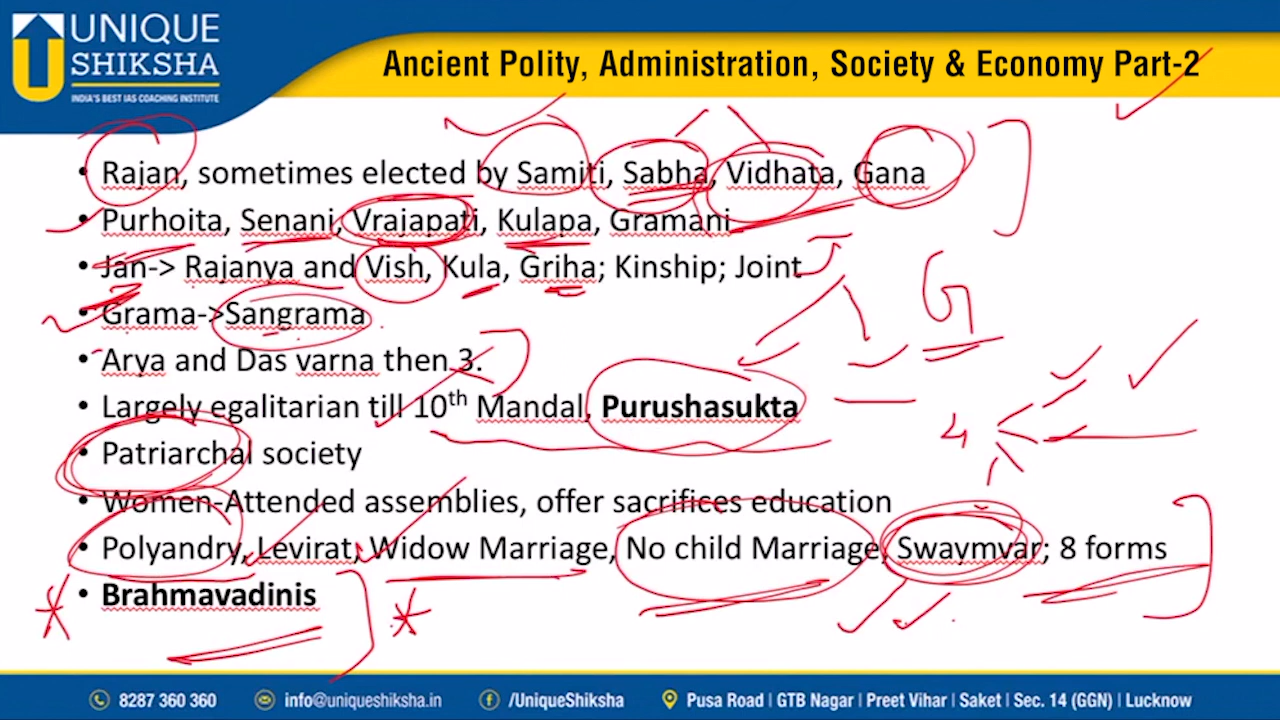 UNIQUE
SHIKSHA
INDIA'S BEST IAS COACHING INSTITUTE
Ancient Polity, Administration, Society & Economy Part-2
• Rajan, sometimes elected by Samiti, Sabha, Vidhata, Gana
• Purhoita, Senani, Vrajapati, Kulapa, Gramani
• Jan-> Rajanya and Vish, Kula, Griha; Kinship; Joint
• Grama->Sangrama
• Arya and Das varna then 3.
• Largely egalitarian till 10th Mandal, Purushasukta
• Patriarchal society
• Women-Attended assemblies, offer sacrifices education
• Polyandry, Levirat, Widow Marriage, No child Marriage, Swaymvar; 8 forms
• Brahmavadinis
G
4
8287 360 360 info@uniqueshiksha.in /UniqueShiksha Pusa Road | GTB Nagar | Preet Vihar | Saket | Sec. 14 (GGN) | Lucknow